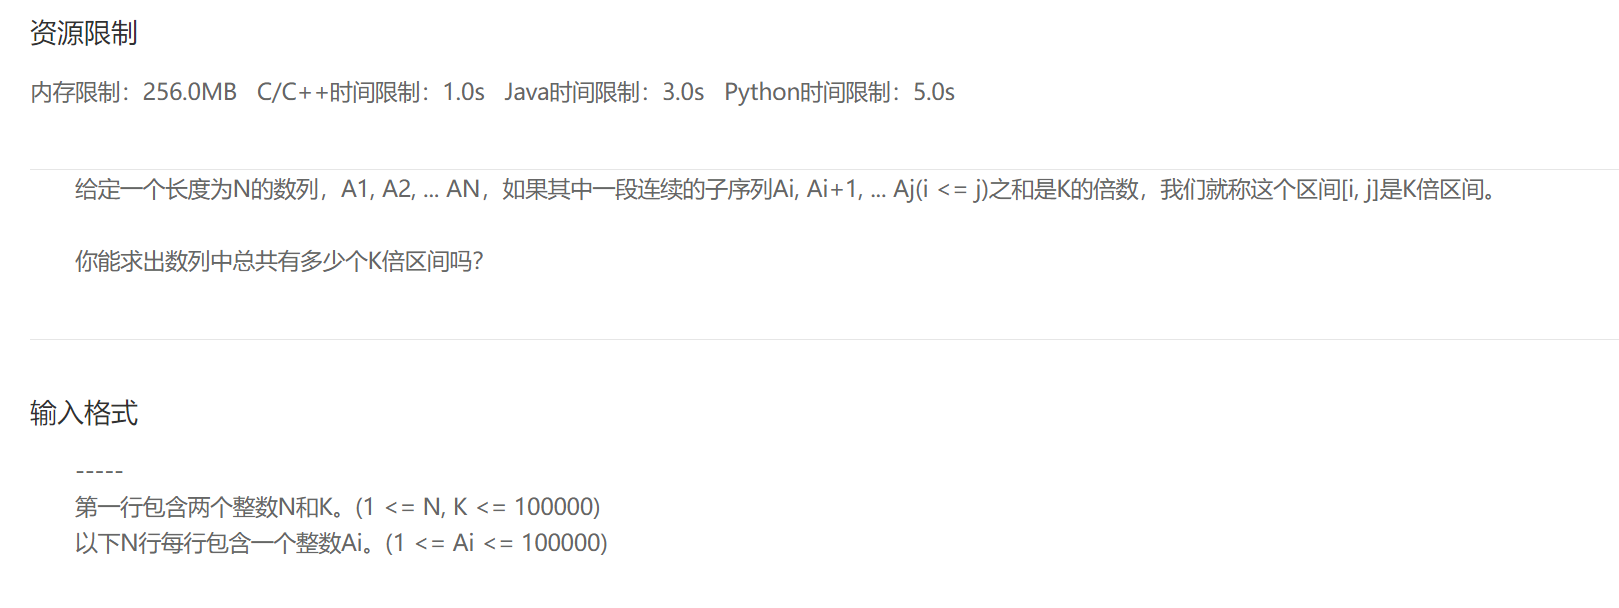 资源限制
内存限制：256.0MB C/C++时间限制：1.0s Java时间限制：3.0s Python时间限制：5.0s
给定一个长度为N的数列，A1, A2, ... AN，如果其中一段连续的子序列Ai, Ai+1, ... Aj(i <= j)之和是K的倍数，我们就称这个区间[i, j]是K倍区间。
你能求出数列中总共有多少个K倍区间吗？
输入格式
-----
第一行包含两个整数N和K。(1 <= N, K <= 100000)
以下N行每行包含一个整数Ai。(1 <= Ai <= 100000)